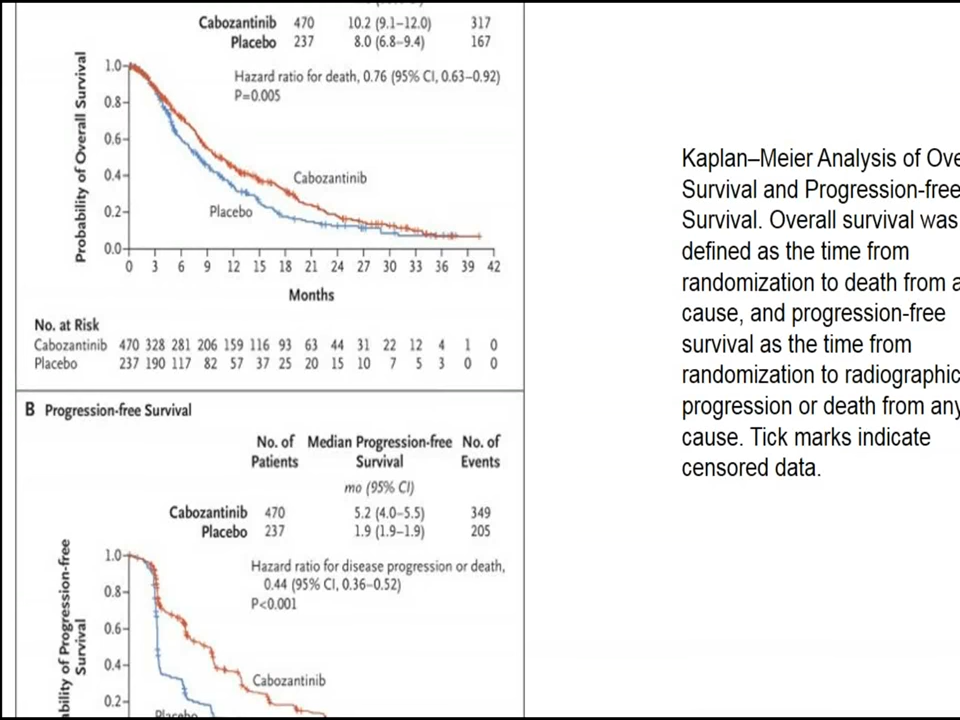 Cabozantinib 470 10.2 (9.1–12.0) 317
Placebo 237 8.0 (6.8–9.4) 167
Hazard ratio for death, 0.76 (95% CI, 0.63–0.92)
P=0.005
Probability of Overall Survival
1.0
0.8
0.6
0.4
0.2
0.0
Cabozantinib
Placebo
0 3 6 9 12 15 18 21 24 27 30 33 36 39 42
Months
No. at Risk
Cabozantinib 470 328 281 206 159 116 93 63 44 31 22 12 4 1 0
Placebo 237 190 117 82 57 37 25 20 15 10 7 5 3 0 0
B Progression-free Survival
No. of Median Progression-free No. of
Patients Survival Events
mo (95% CI)
Cabozantinib 470 5.2 (4.0–5.5) 349
Placebo 237 1.9 (1.9–1.9) 205
Hazard ratio for disease progression or death,
0.44 (95% CI, 0.36–0.52)
P<0.001
of Progression-free
Survival
1.0
0.8
0.6
0.4
0.2
Cabozantinib
Placebo
Kaplan–Meier Analysis of
Survival and Progression-free
Survival. Overall survival was
defined as the time from
randomization to death from
cause, and progression-free
survival as the time from
randomization to radiographic
progression or death from any
cause. Tick marks indicate
censored data.